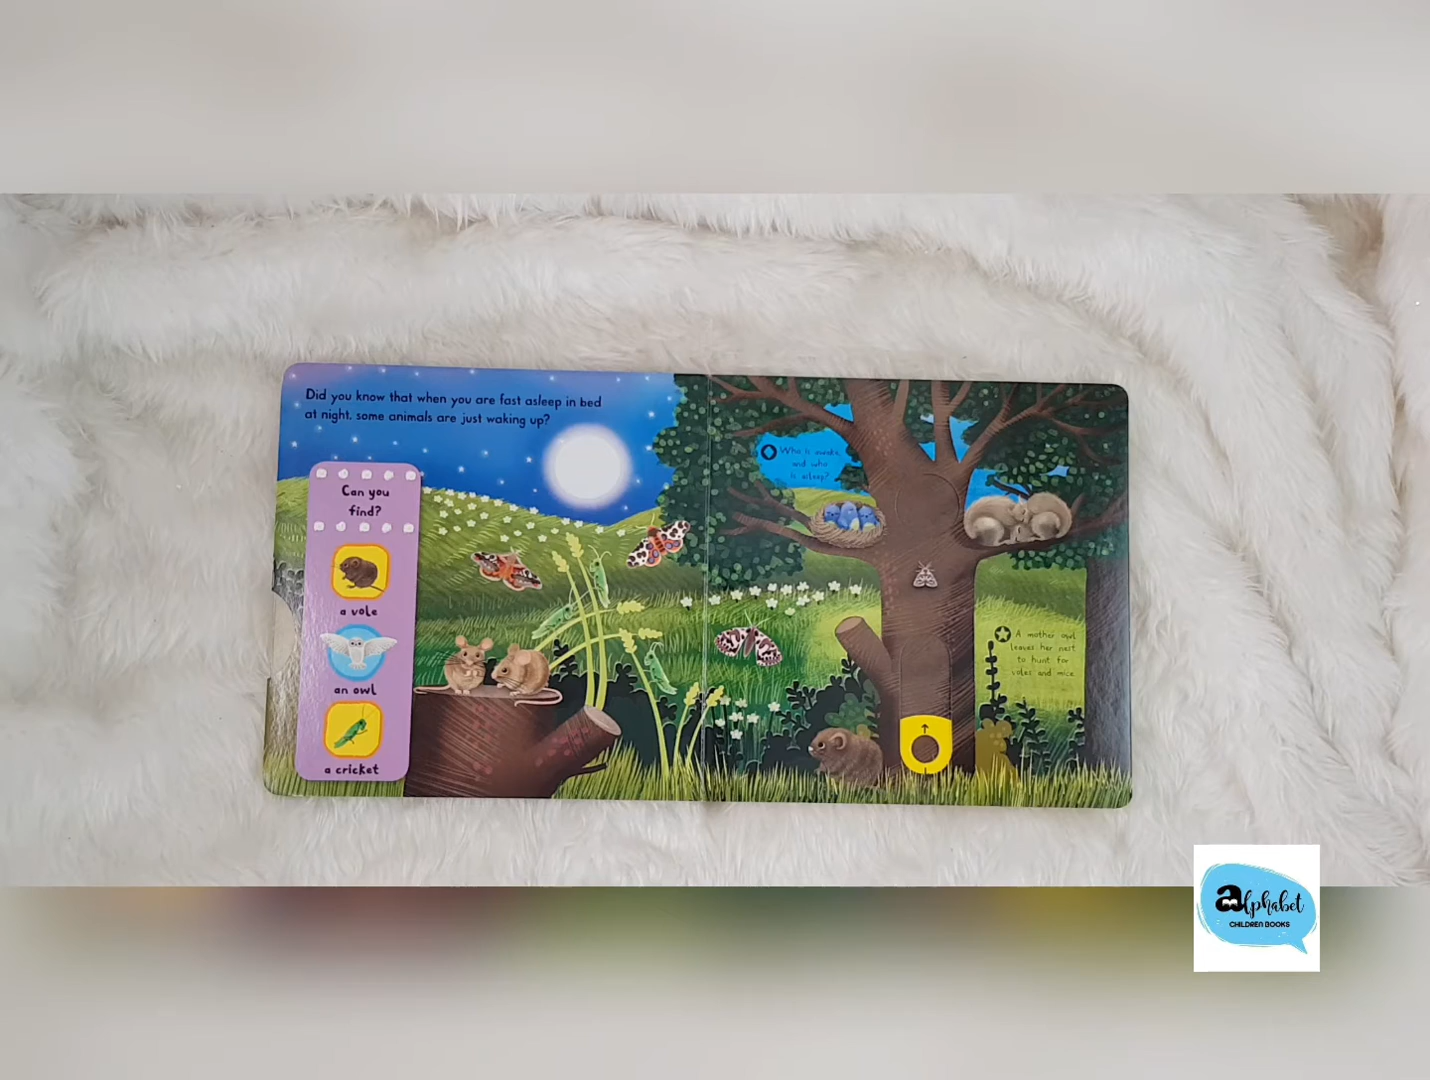 Did you know that when you are fast asleep in bed
at night, some animals are just waking up?
Can you
find?
a vole
an owl
a cricket
Who is awake,
and who
is asleep?
A mother owl
leaves her nest
to hunt for
voles and mice.
alphabet
CHILDREN BOOKS